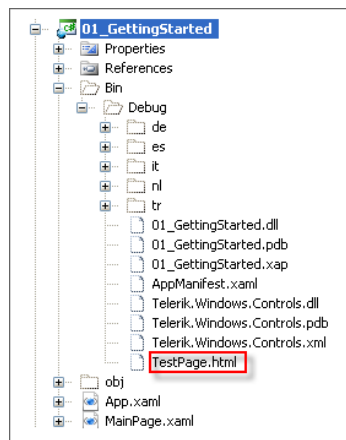 01_GettingStarted
Properties
References
Bin
Debug
de
es
it
nl
tr
01_GettingStarted.dll
01_GettingStarted.pdb
01_GettingStarted.xap
AppManifest.xaml
Telerik.Windows.Controls.dll
Telerik.Windows.Controls.pdb
Telerik.Windows.Controls.xml
TestPage.html
obj
App.xaml
MainPage.xaml